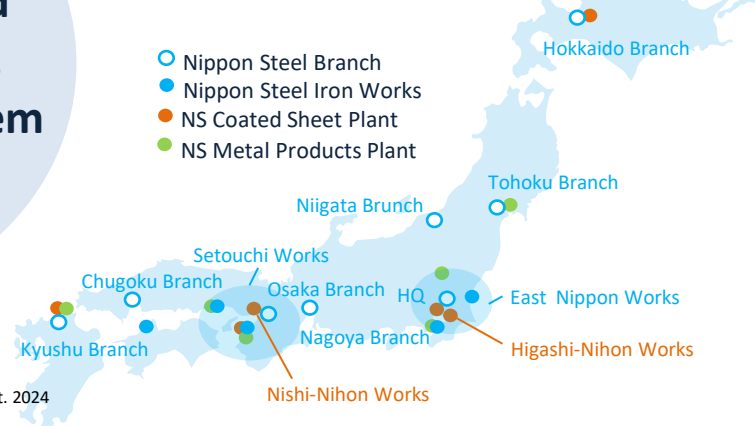 em
Nippon Steel Branch
Nippon Steel Iron Works
NS Coated Sheet Plant
NS Metal Products Plant
Hokkaido Branch
Tohoku Branch
Niigata Brunch
Setouchi Works
Chugoku Branch
Osaka Branch
HQ
East Nippon Works
Nagoya Branch
Kyushu Branch
Higashi-Nihon Works
Nishi-Nihon Works
t. 2024